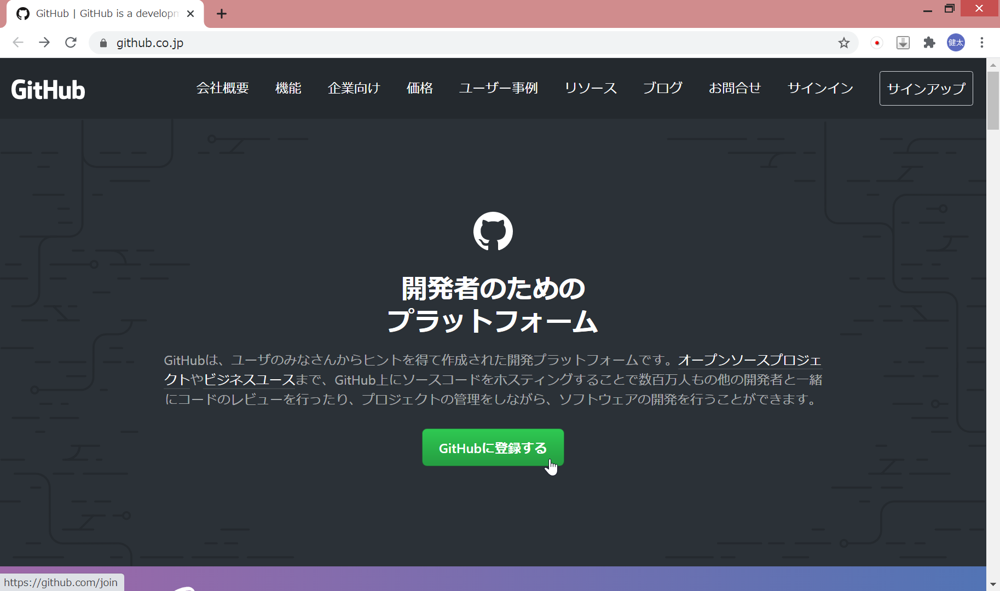 GitHub | GitHub is a developm
github.co.jp
健太
GitHub
会社概要 機能 企業向け 価格 ユーザー事例 リソース ブログ お問合せ サインイン サインアップ
開発者のための
プラットフォーム
GitHubは、ユーザのみなさんからヒントを得て作成された開発プラットフォームです。オープンソースプロジェ
クトやビジネスユースまで、GitHub上にソースコードをホスティングすることで数百万人もの他の開発者と一緒
にコードのレビューを行ったり、プロジェクトの管理をしながら、ソフトウェアの開発を行うことができます。
GitHubに登録する
https://github.com/join